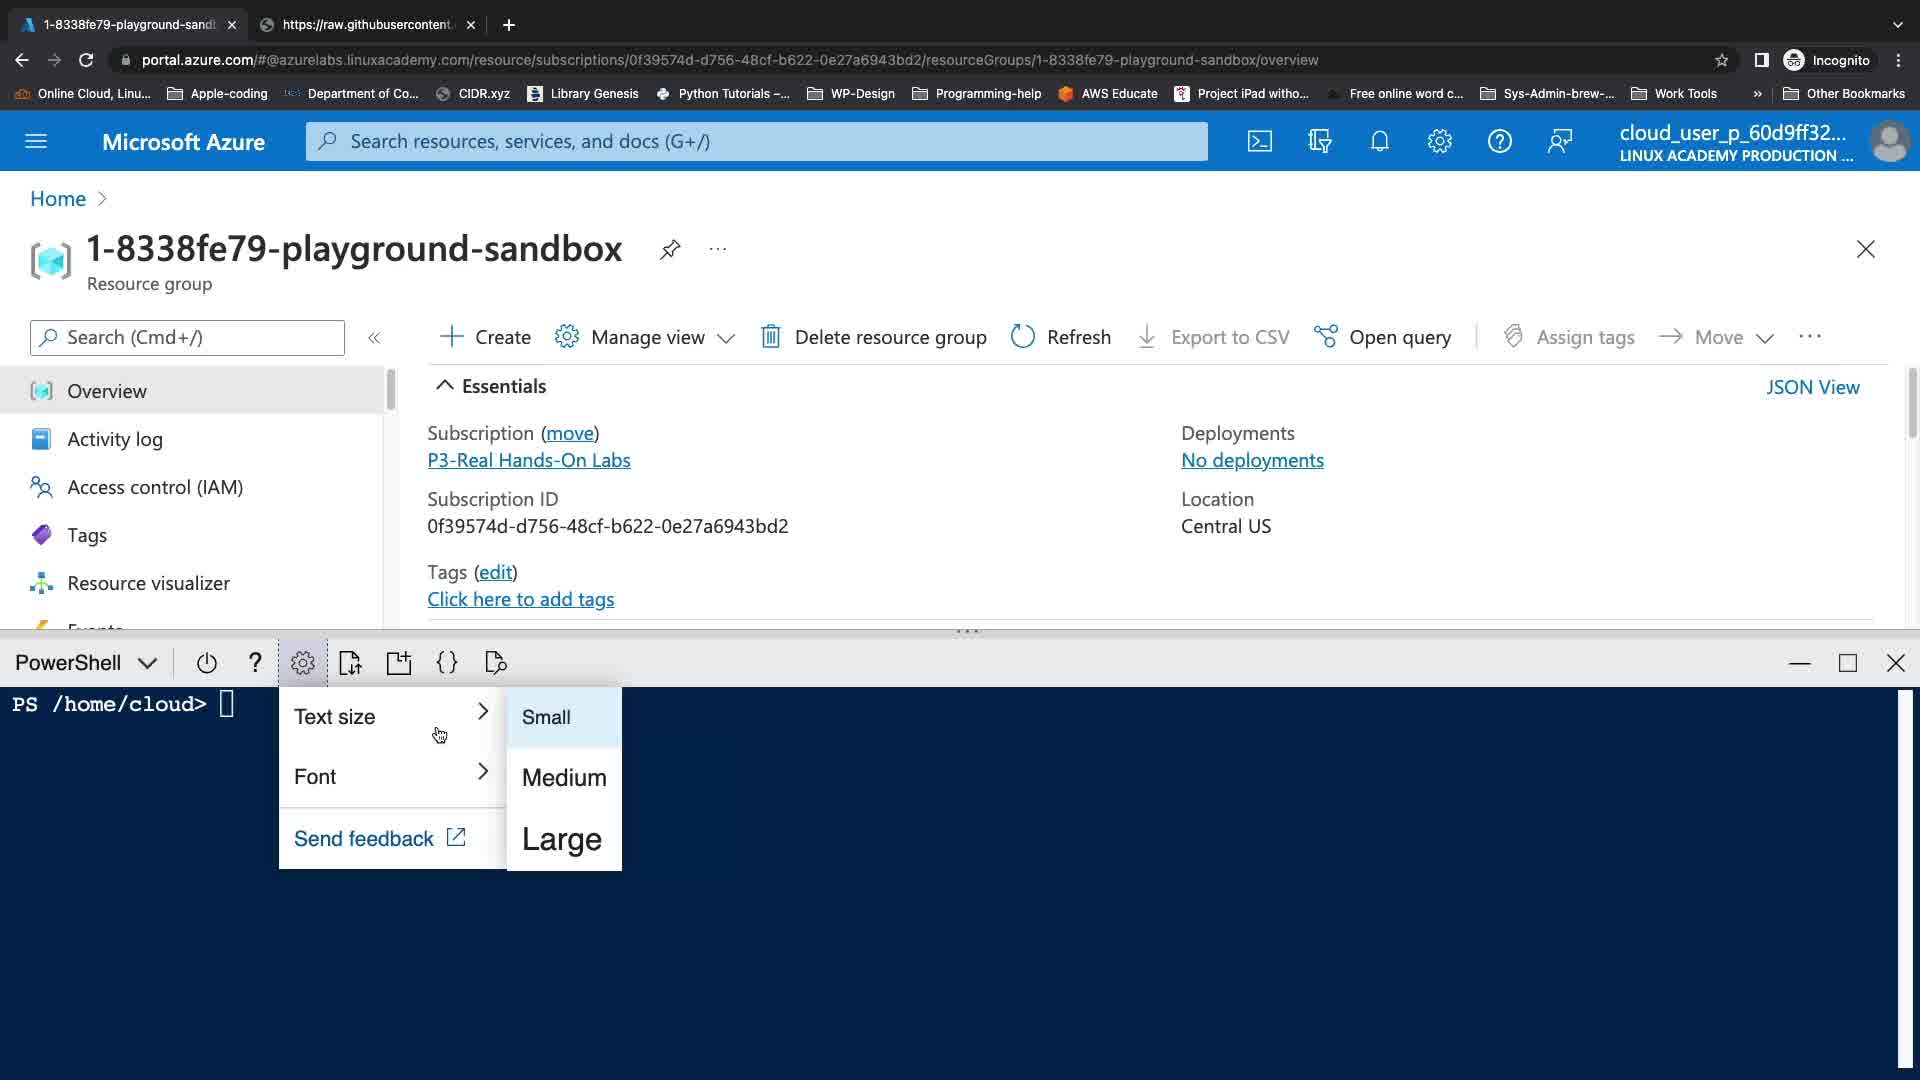 1-8338fe79-playground-sandb
https://raw.githubusercontent.
portal.azure.com/#@azurelabs.linuxacademy.com/resource/subscriptions/0f39574d-d756-48cf-b622-0e27a6943bd2/resourceGroups/1-8338fe79-playground-sandbox/overview
Incognito
Online Cloud, Linu...
Apple-coding
Department of Co...
CIDR.xyz
Library Genesis
Python Tutorials –...
WP-Design
Programming-help
AWS Educate
Project iPad witho...
Free online word c...
Sys-Admin-brew-...
Work Tools
»
Other Bookmarks
Microsoft Azure
Search resources, services, and docs (G+/)
cloud_user_p_60d9ff32...
LINUX ACADEMY PRODUCTION ...
Home
1-8338fe79-playground-sandbox
...
Resource group
Search (Cmd+/)
«
Create
Manage view
Delete resource group
Refresh
Export to CSV
Open query
Assign tags
Move
...
Overview
Activity log
Access control (IAM)
Tags
Resource visualizer
Events
Essentials
JSON View
Subscription (move)
P3-Real Hands-On Labs
Subscription ID
0f39574d-d756-48cf-b622-0e27a6943bd2
Tags (edit)
Click here to add tags
Deployments
No deployments
Location
Central US
PowerShell
?
{}
PS /home/cloud>
Text size
Font
Send feedback
Small
Medium
Large